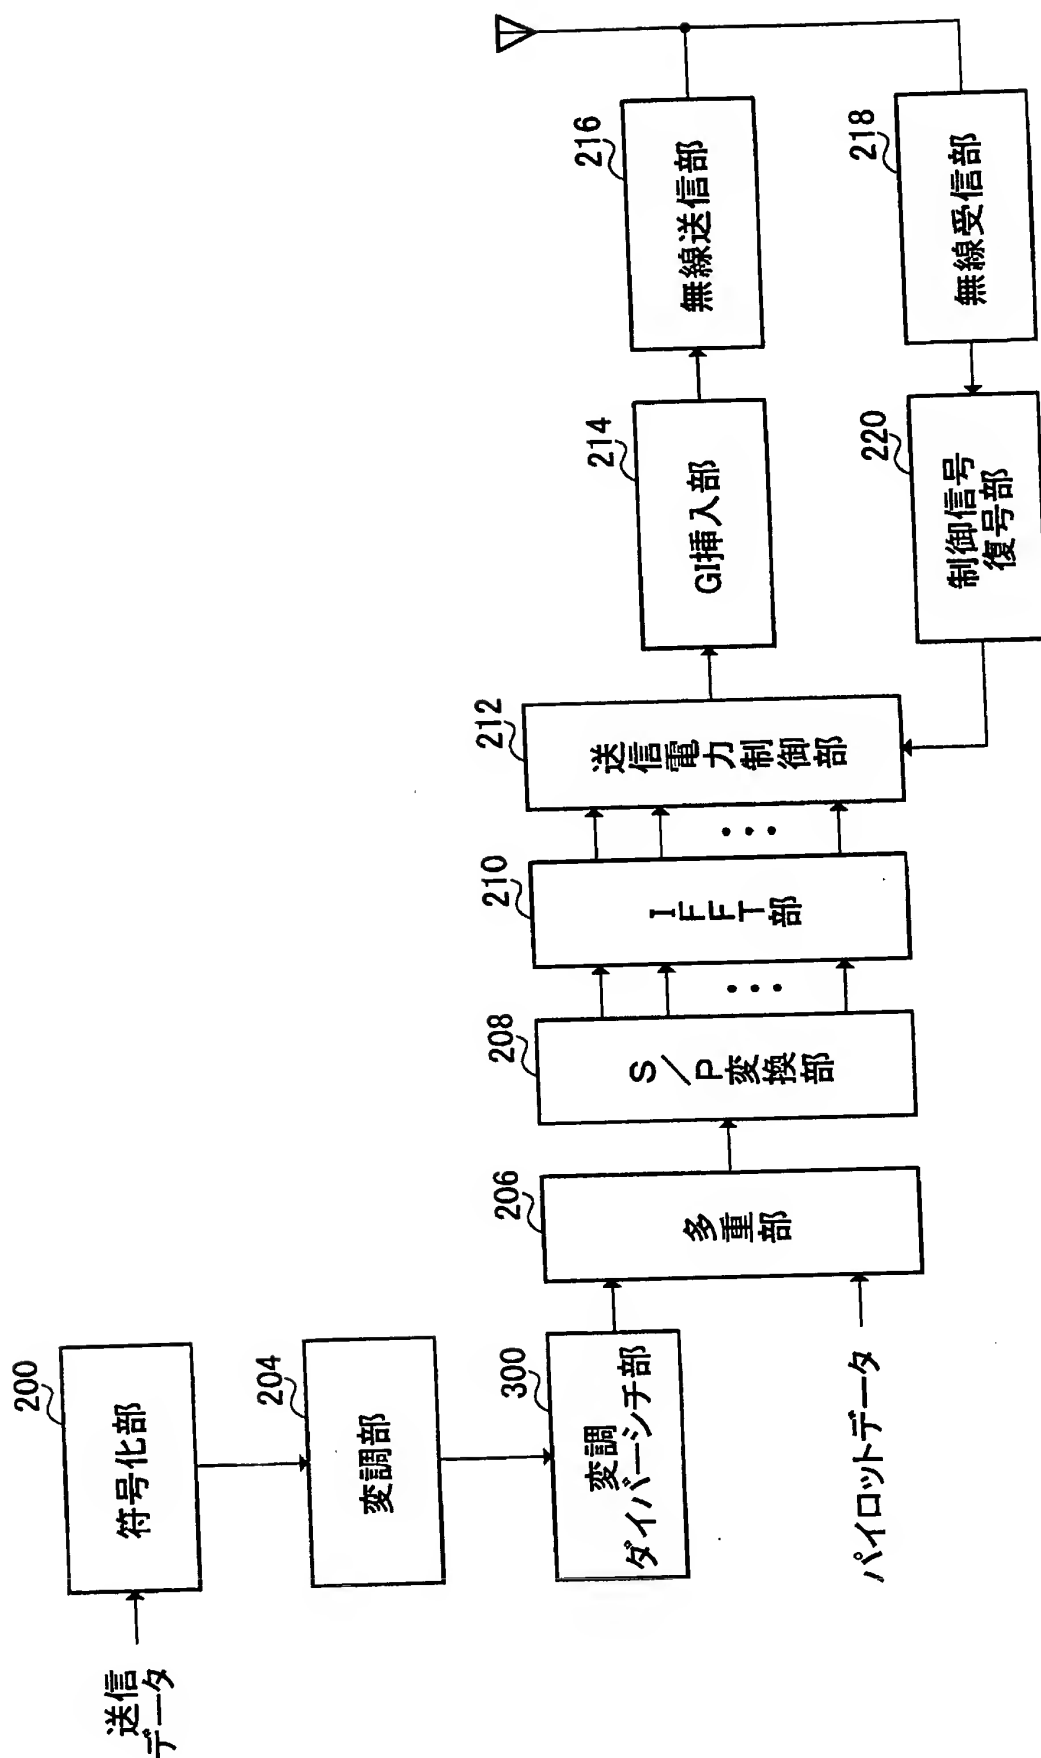 送信
データ
200
符号化部
204
変調部
300
変調
ダイバーシチ部
パイロットデータ
206
多重部
208
S/P変換部
210
IFFT部
212
送信電力制御部
214
GI挿入部
216
無線送信部
218
無線受信部
220
制御信号
復号部